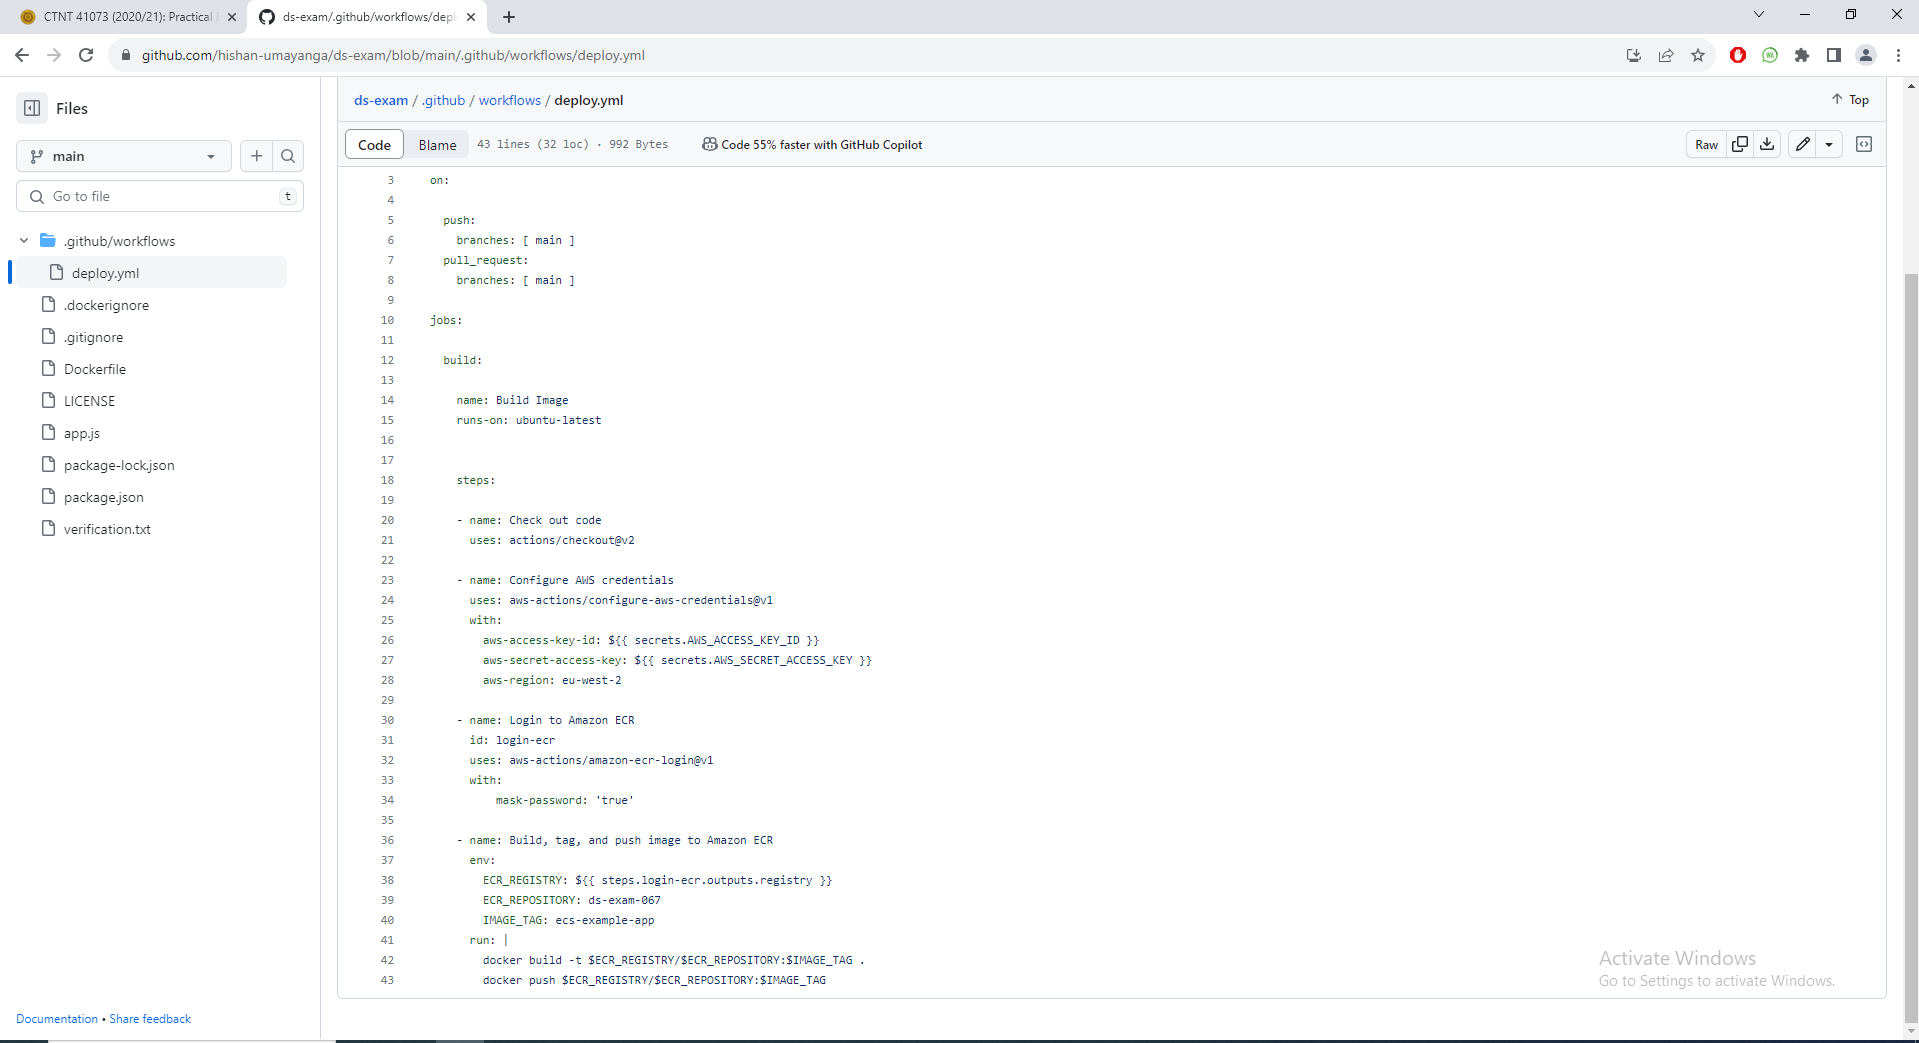 CTNT 41073 (2020/21): Practical
ds-exam/.github/workflows/depl
github.com/hishan-umayanga/ds-exam/blob/main/.github/workflows/deploy.yml
Files
main
Go to file
t
.github/workflows
deploy.yml
.dockerignore
.gitignore
Dockerfile
LICENSE
app.js
package-lock.json
package.json
verification.txt
Documentation • Share feedback
ds-exam / .github / workflows / deploy.yml
Top
Code
Blame
43 lines (32 loc) · 992 Bytes
Code 55% faster with GitHub Copilot
Raw
3 on:
4
5 push:
6 branches: [ main ]
7 pull_request:
8 branches: [ main ]
9
10 jobs:
11
12 build:
13
14 name: Build Image
15 runs-on: ubuntu-latest
16
17
18 steps:
19
20 - name: Check out code
21 uses: actions/checkout@v2
22
23 - name: Configure AWS credentials
24 uses: aws-actions/configure-aws-credentials@v1
25 with:
26 aws-access-key-id: ${{ secrets.AWS_ACCESS_KEY_ID }}
27 aws-secret-access-key: ${{ secrets.AWS_SECRET_ACCESS_KEY }}
28 aws-region: eu-west-2
29
30 - name: Login to Amazon ECR
31 id: login-ecr
32 uses: aws-actions/amazon-ecr-login@v1
33 with:
34 mask-password: 'true'
35
36 - name: Build, tag, and push image to Amazon ECR
37 env:
38 ECR_REGISTRY: ${{ steps.login-ecr.outputs.registry }}
39 ECR_REPOSITORY: ds-exam-067
40 IMAGE_TAG: ecs-example-app
41 run: |
42 docker build -t $ECR_REGISTRY/$ECR_REPOSITORY:$IMAGE_TAG .
43 docker push $ECR_REGISTRY/$ECR_REPOSITORY:$IMAGE_TAG
Activate Windows
Go to Settings to activate Windows.